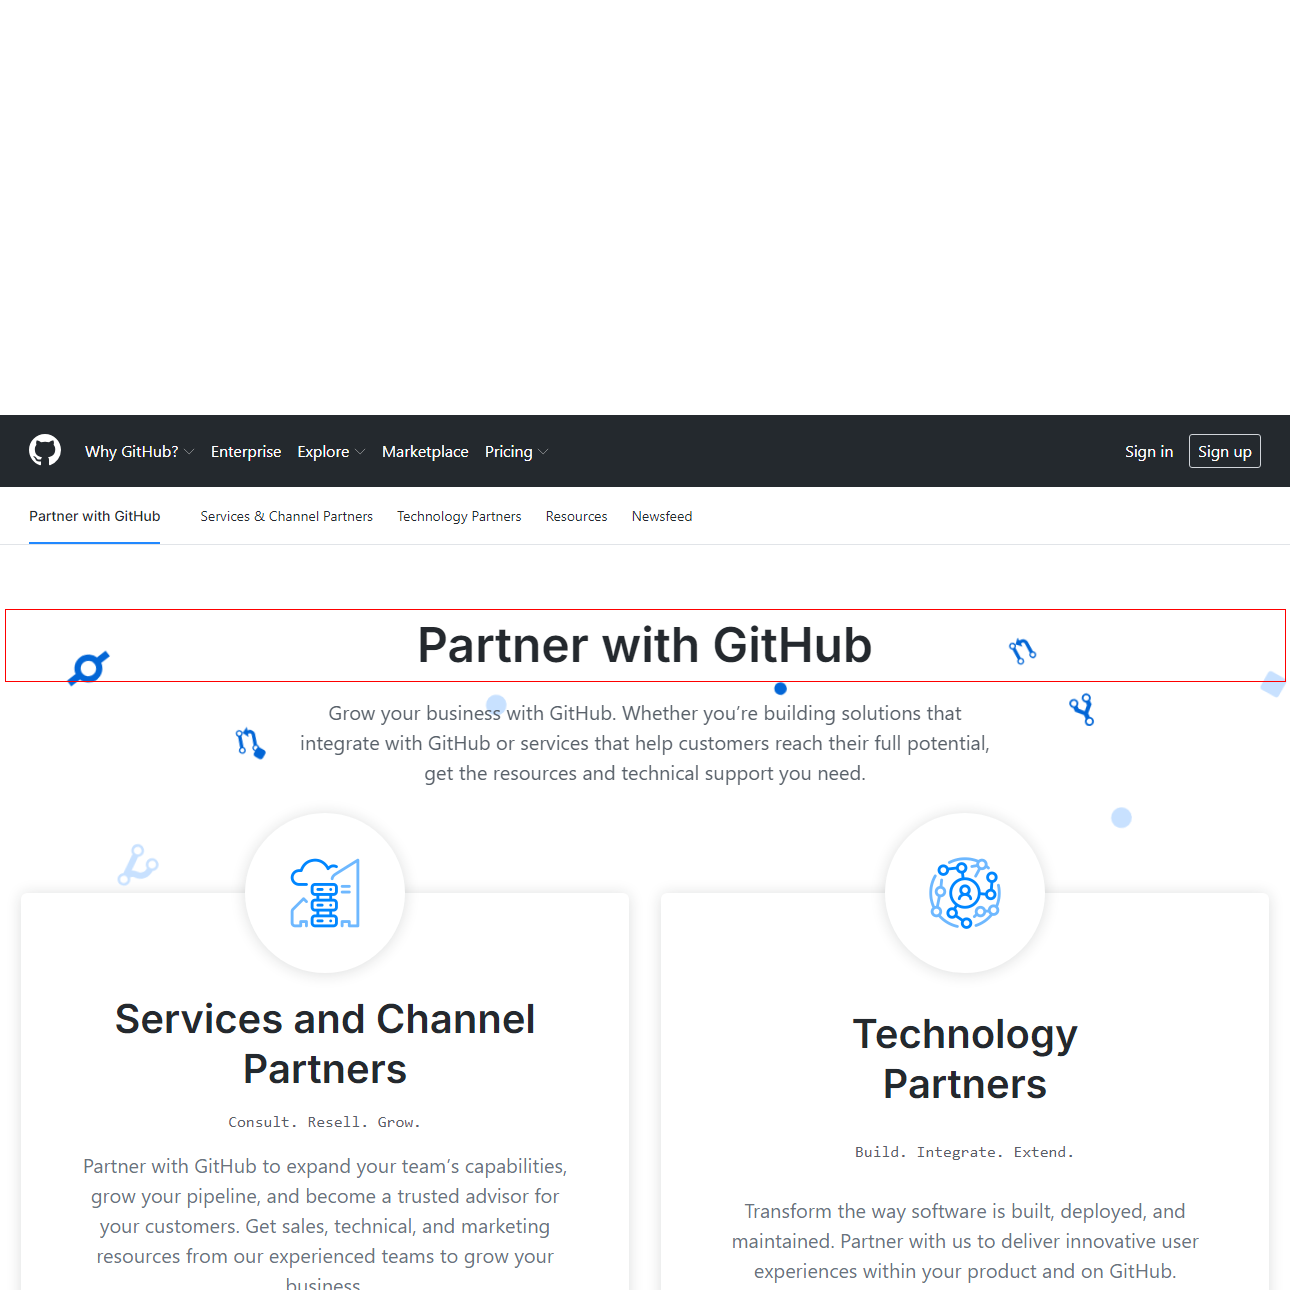 Why GitHub? Enterprise Explore Marketplace Pricing Sign in Sign up
Partner with GitHub Services & Channel Partners Technology Partners Resources Newsfeed
Partner with GitHub
Grow your business with GitHub. Whether you’re building solutions that
integrate with GitHub or services that help customers reach their full potential,
get the resources and technical support you need.
Services and Channel
Partners
Consult. Resell. Grow.
Partner with GitHub to expand your team’s capabilities,
grow your pipeline, and become a trusted advisor for
your customers. Get sales, technical, and marketing
resources from our experienced teams to grow your
business.
Technology
Partners
Build. Integrate. Extend.
Transform the way software is built, deployed, and
maintained. Partner with us to deliver innovative user
experiences within your product and on GitHub.